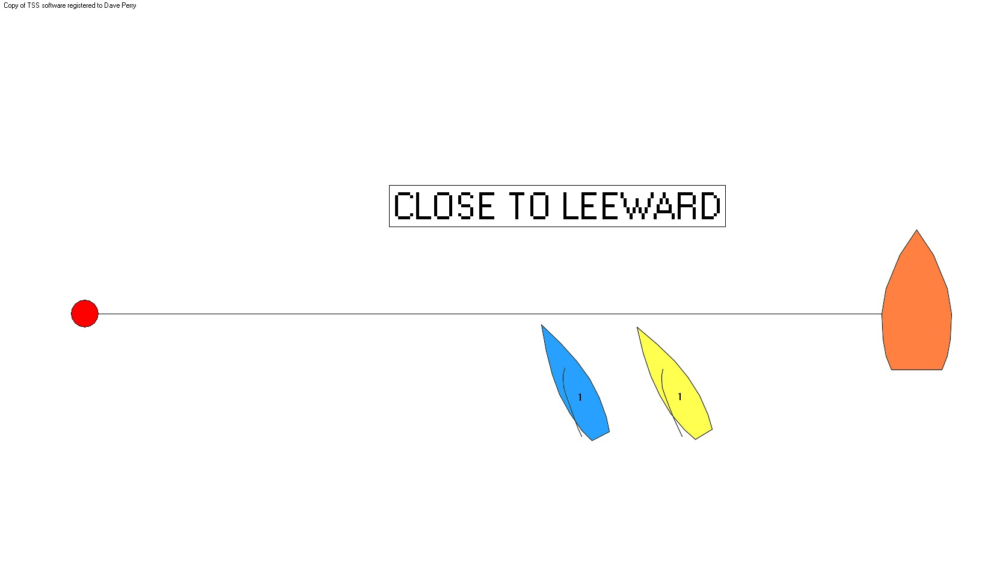 Copy of TSS software registered to Dave Perry
CLOSE TO LEEWARD
1
1